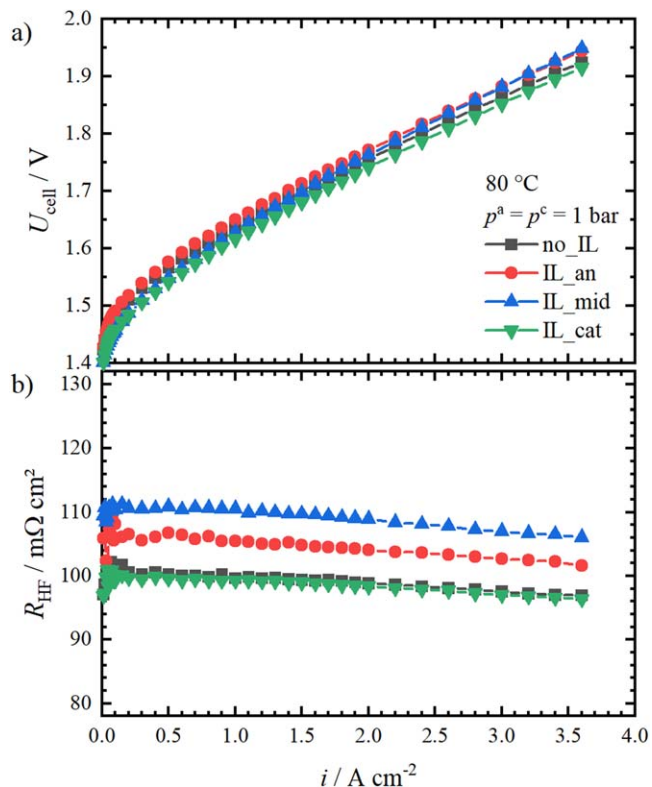 a)
2.0
1.9
1.8
1.7
1.6
1.5
1.4
U_cell / V
80 °C
p^a = p^c = 1 bar
no_IL
IL_an
IL_mid
IL_cat
b)
130
120
110
100
90
80
R_HF / mΩ cm²
0.0 0.5 1.0 1.5 2.0 2.5 3.0 3.5 4.0
i / A cm⁻²